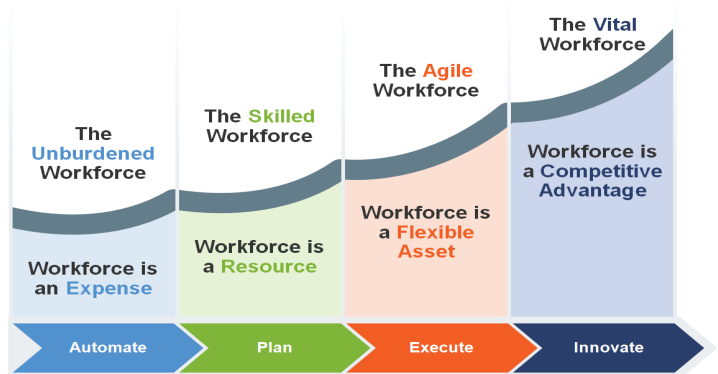 The
Unburdened
Workforce
Workforce is
an Expense
Automate
The Skilled
Workforce
Workforce is
a Resource
Plan
The Agile
Workforce
Workforce is
a Flexible
Asset
Execute
The Vital
Workforce
Workforce is
a Competitive
Advantage
Innovate